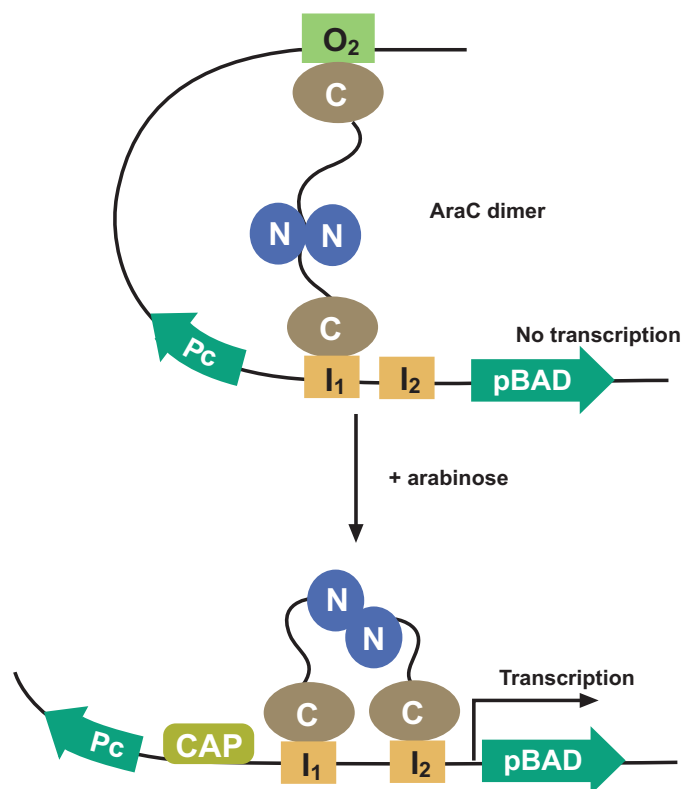 O₂
C
N N
AraC dimer
C
No transcription
Pc
I₁ I₂ pBAD
+ arabinose
N
N
Transcription
C C
Pc CAP I₁ I₂ pBAD